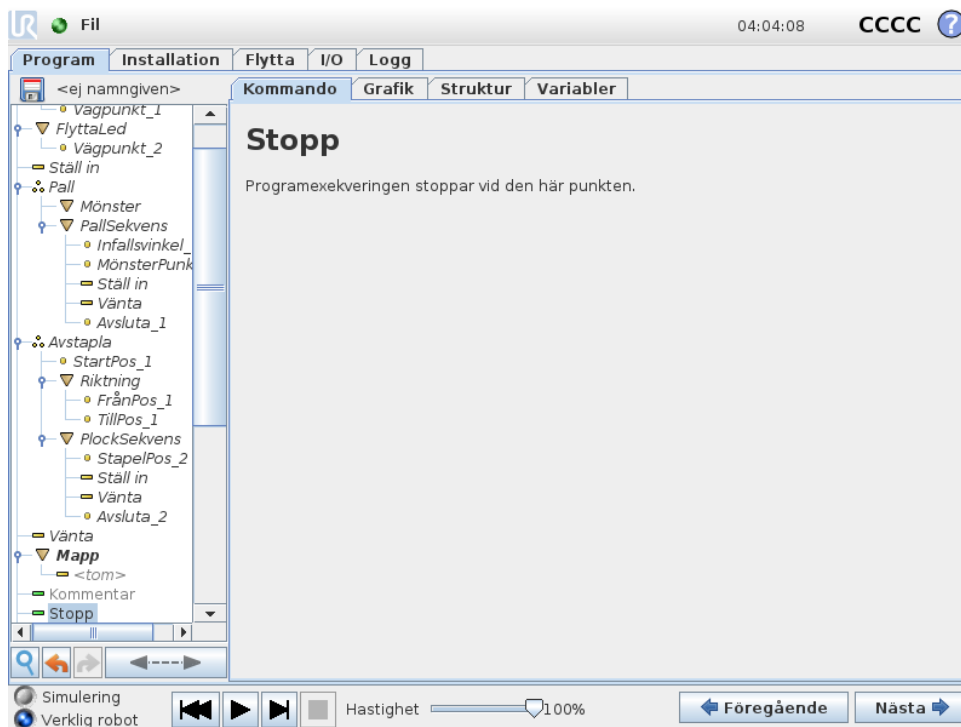 UR Fil 04:04:08 CCCC ?
Program Installation Flytta I/O Logg
<ej namngiven>
Kommando Grafik Struktur Variabler
Vägpunkt_1
FlyttaLed
Vägpunkt_2
Ställ in
Pall
Mönster
PallSekvens
Infallsvinkel_
MönsterPunk
Ställ in
Vänta
Avsluta_1
Avstapla
StartPos_1
Riktning
FrånPos_1
TillPos_1
PlockSekvens
StapelPos_2
Ställ in
Vänta
Avsluta_2
Vänta
Mapp
<tom>
Kommentar
Stopp
Stopp
Programexekveringen stoppar vid den här punkten.
Simulering
Verklig robot
Hastighet 100%
Föregående Nästa